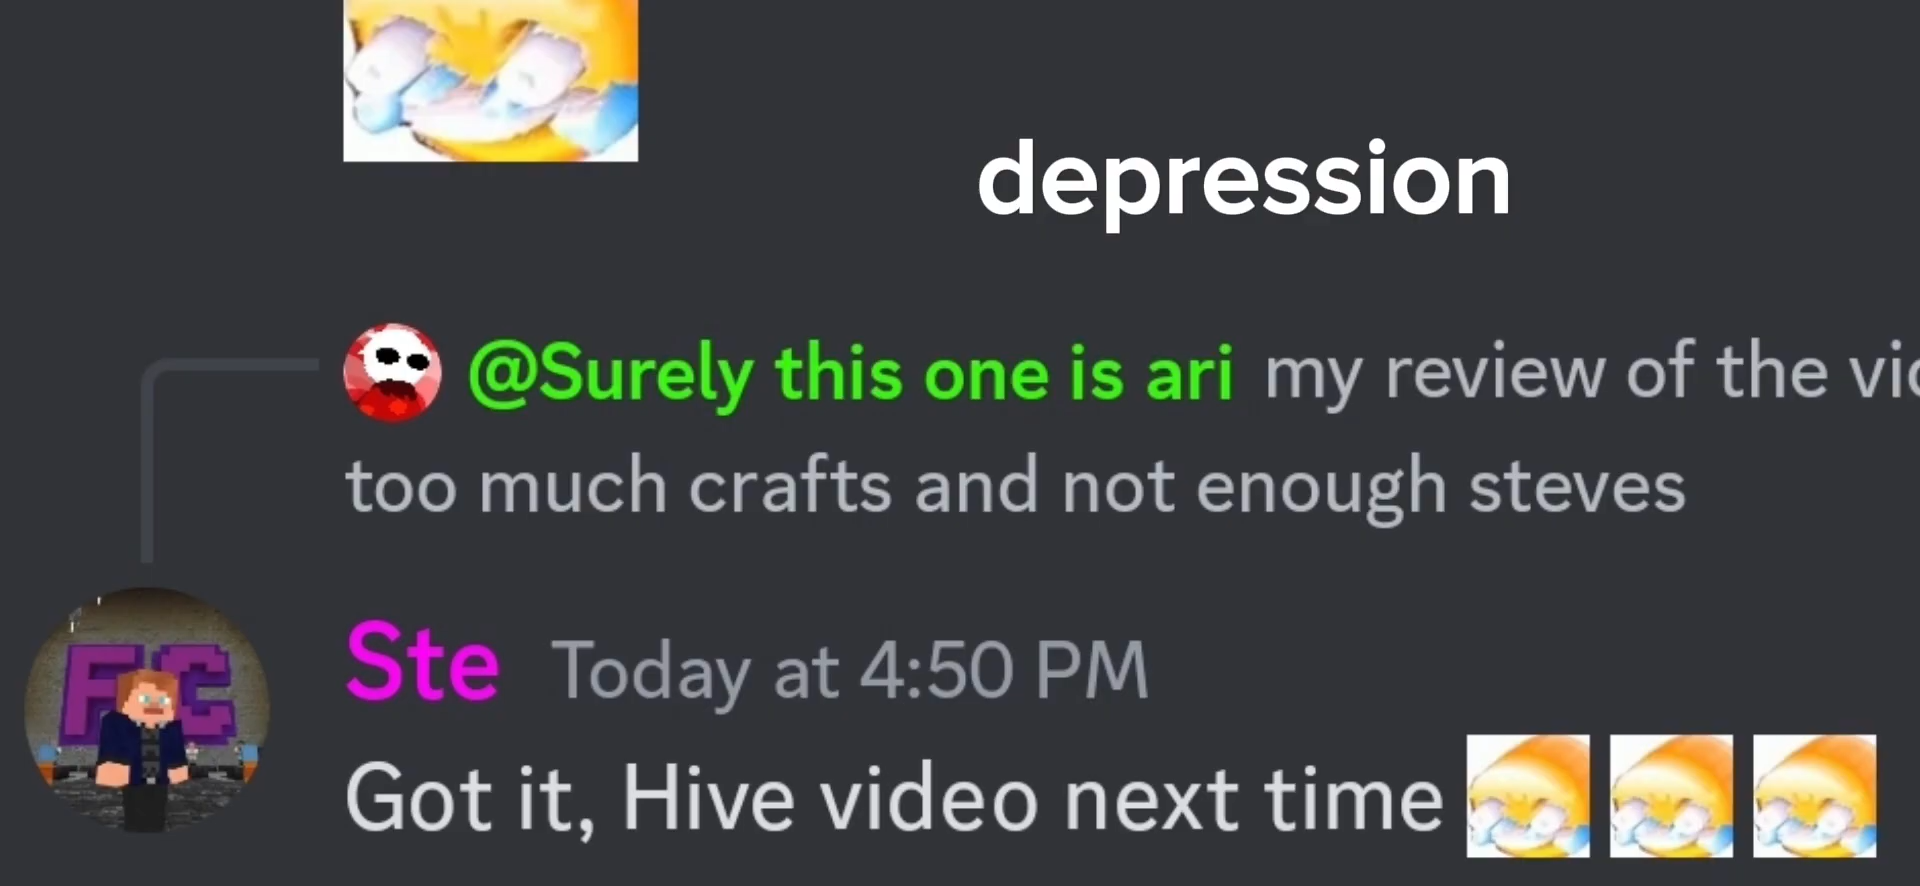 depression
@Surely this one is ari my review of the
too much crafts and not enough steves
FC
Ste Today at 4:50 PM
Got it, Hive video next time